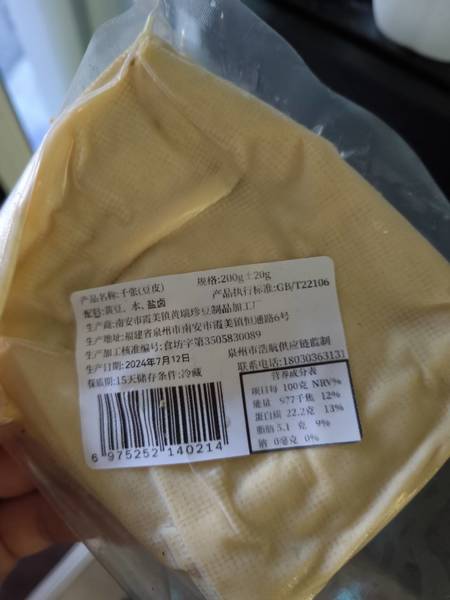 产品名称:千张(豆皮)
规格:200g±20g
配料:黄豆、水、盐卤
产品执行标准:GB/T22106
生产商:南安市霞美镇黄瑞珍豆制品加工厂
生产地址:福建省泉州市南安市霞美镇恒通路6号
生产加工核准编号:食坊字第3505830089
生产日期:2024年7月12日
泉州市浩航供应链监制
保质期:15天储存条件:冷藏
联系电话:18030363131
营养成分表
项目每 100克 NRV%
能量 977千焦 12%
蛋白质 22.2克 13%
脂肪 5.1 克 9%
钠 0毫克 0%
6 975252 140214